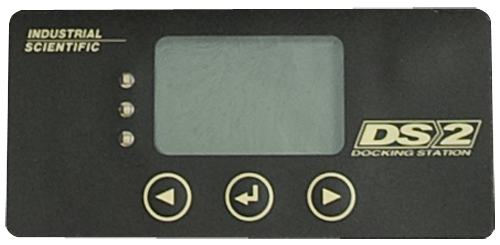 INDUSTRIAL
SCIENTIFIC
DS2
DOCKING STATION